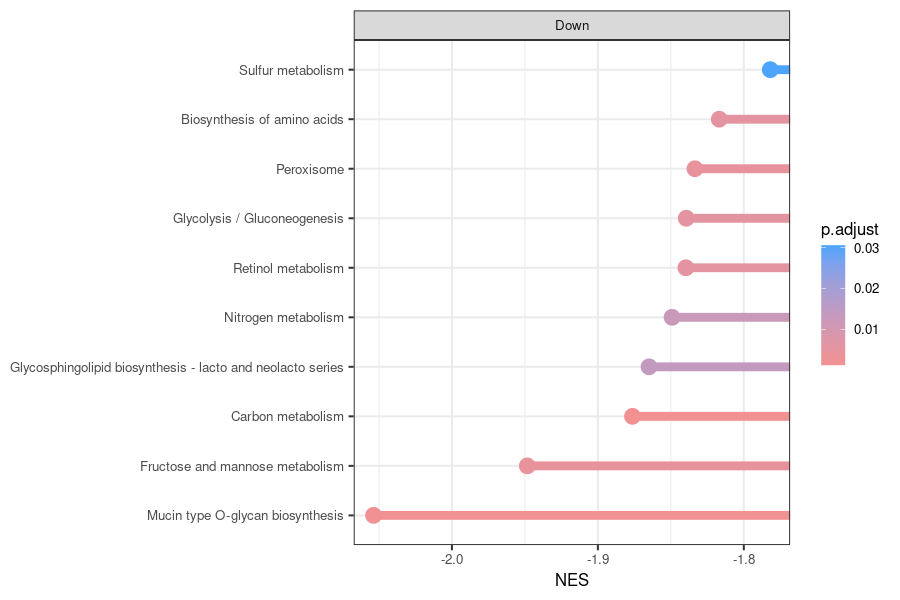 Down
Sulfur metabolism
Biosynthesis of amino acids
Peroxisome
Glycolysis / Gluconeogenesis
Retinol metabolism
Nitrogen metabolism
Glycosphingolipid biosynthesis - lacto and neolacto series
Carbon metabolism
Fructose and mannose metabolism
Mucin type O-glycan biosynthesis
-2.0 -1.9 -1.8
NES
p.adjust
0.03
0.02
0.01